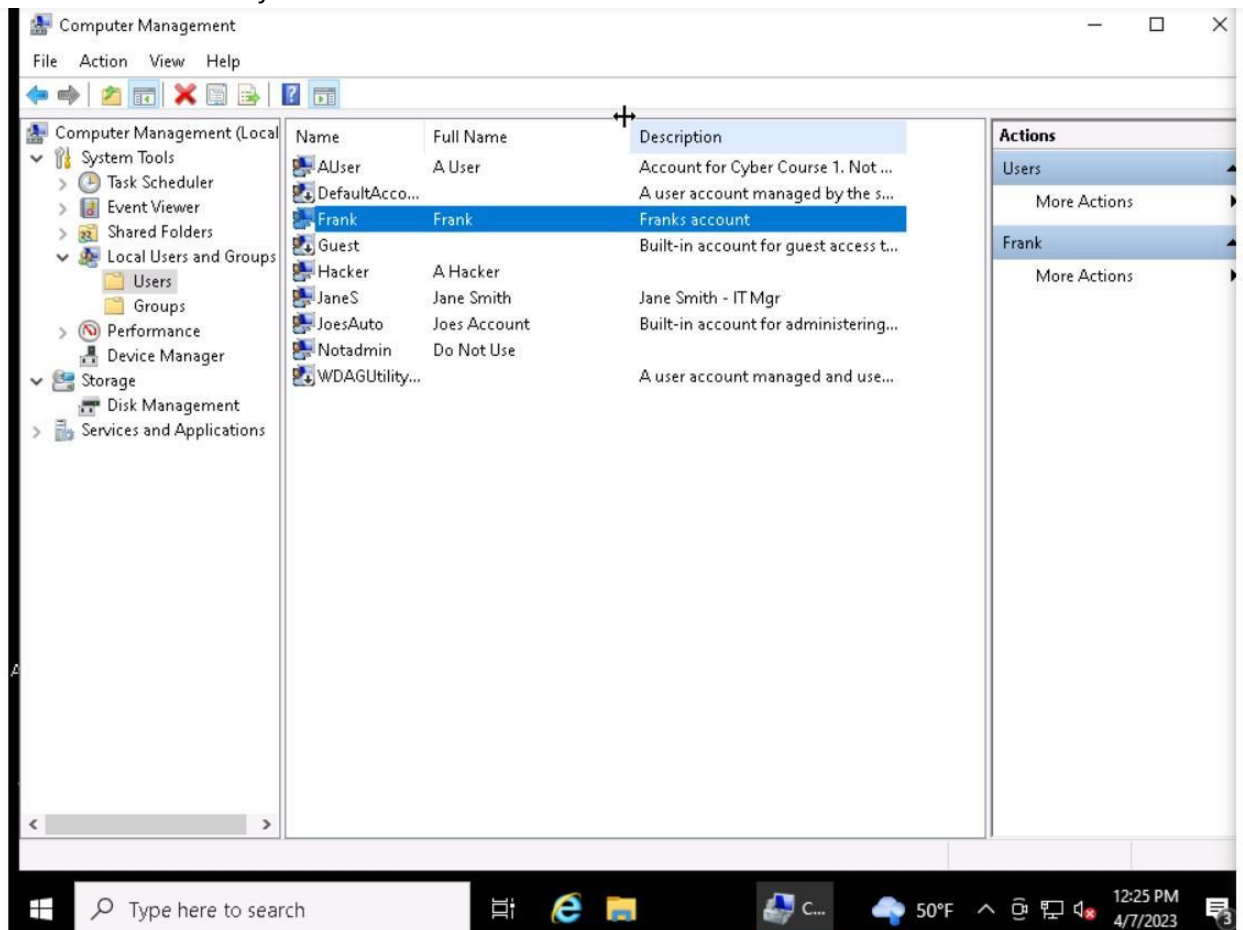 Computer Management
File Action View Help
Computer Management (Local
System Tools
Task Scheduler
Event Viewer
Shared Folders
Local Users and Groups
Users
Groups
Performance
Device Manager
Storage
Disk Management
Services and Applications
Name Full Name Description
AUser A User Account for Cyber Course 1. Not ...
DefaultAcco... A user account managed by the s...
Frank Frank Franks account
Guest Built-in account for guest access t...
Hacker A Hacker
JaneS Jane Smith Jane Smith - IT Mgr
JoesAuto Joes Account Built-in account for administering...
Notadmin Do Not Use
WDAGUtility... A user account managed and use...
Actions
Users
More Actions
Frank
More Actions
Type here to search
C...
50°F
12:25 PM
4/7/2023
3